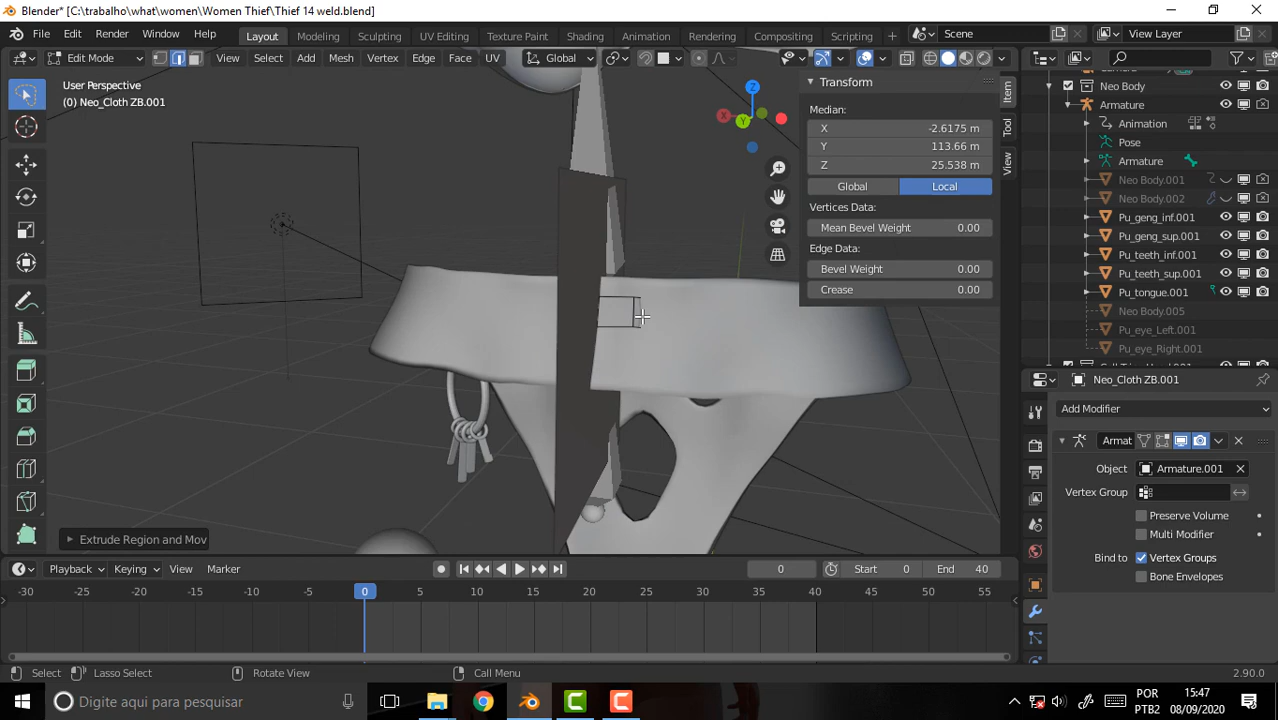 Blender* [C:\trabalho\what\women\Women Thief\Thief 14 weld.blend]
File Edit Render Window Help Layout Modeling Sculpting UV Editing Texture Paint Shading Animation Rendering Compositing Scripting + Scene View Layer
Edit Mode View Select Add Mesh Vertex Edge Face UV Global
User Perspective
(0) Neo_Cloth ZB.001
Transform
Median:
X -2.6175 m
Y 113.66 m
Z 25.538 m
Global Local
Vertices Data:
Mean Bevel Weight 0.00
Edge Data:
Bevel Weight 0.00
Crease 0.00
Item
Tool
View
Z
X
Y
Extrude Region and Mov
Neo Body
Armature
Animation
Pose
Armature
Neo Body.001
Neo Body.002
Pu_geng_inf.001
Pu_geng_sup.001
Pu_teeth_inf.001
Pu_teeth_sup.001
Pu_tongue.001
Neo Body.005
Pu_eye_Left.001
Pu_eye_Right.001
Neo_Cloth ZB.001
Add Modifier
Armat
Object Armature.001
Vertex Group
Preserve Volume
Multi Modifier
Bind to Vertex Groups
Bone Envelopes
Playback Keying View Marker 0 Start 0 End 40
-30 -25 -20 -15 -10 -5 0 5 10 15 20 25 30 35 40 45 50 55
Select Lasso Select Rotate View Call Menu 2.90.0
Digite aqui para pesquisar
POR
PTB2
15:47
08/09/2020